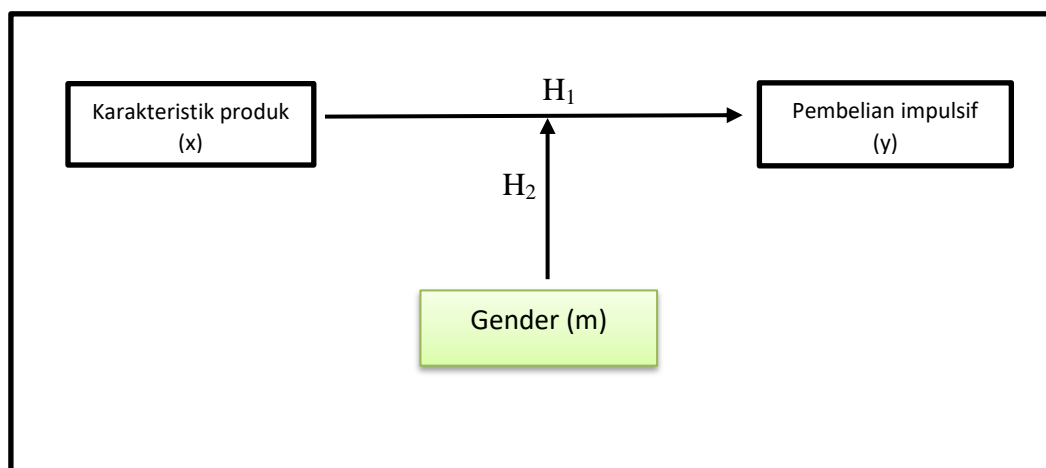 H₁
Karakteristik produk
(x)
Pembelian impulsif
(y)
H₂
Gender (m)